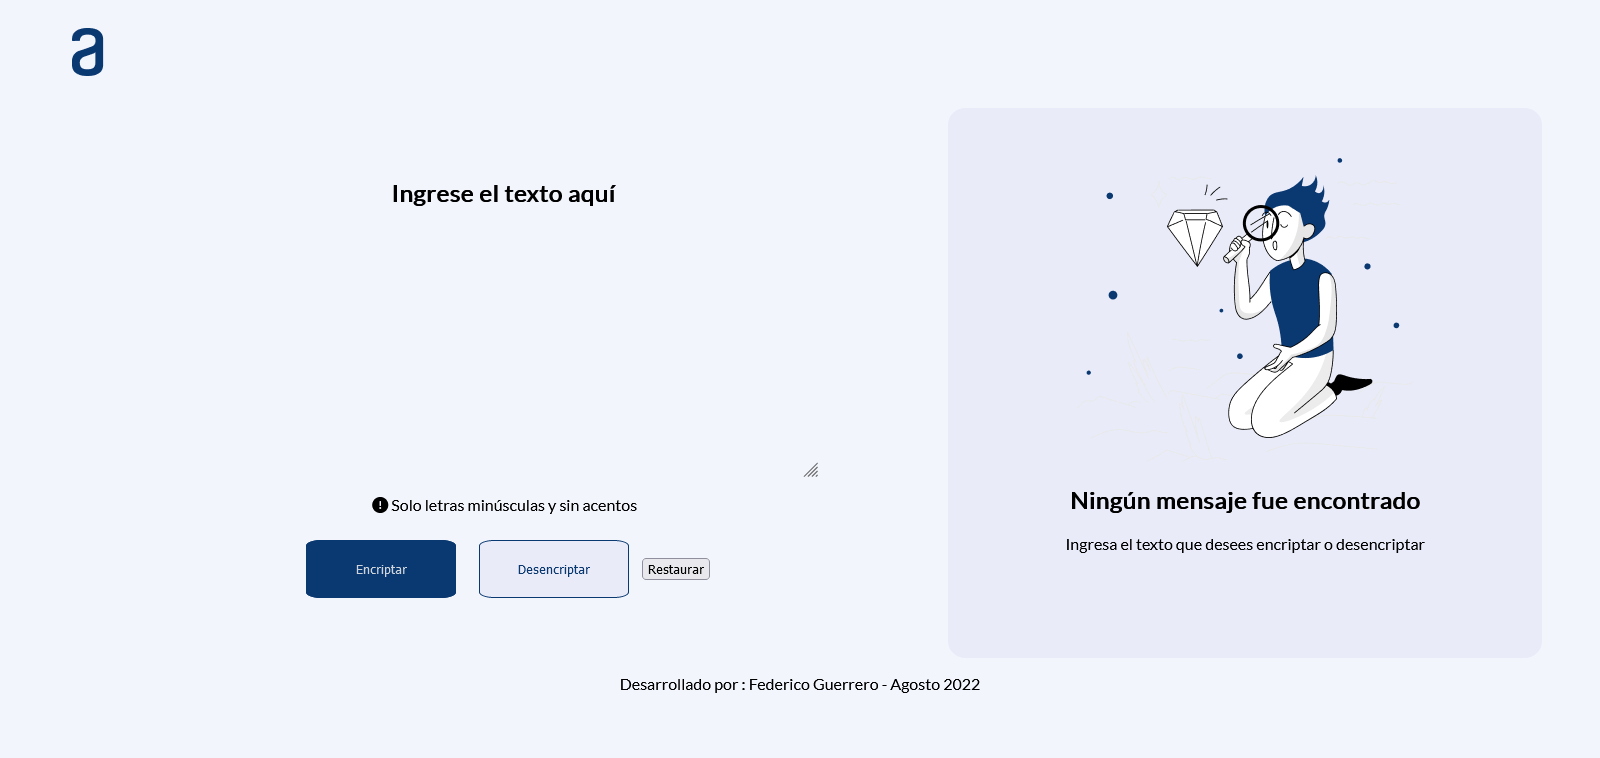 a
Ingrese el texto aquí
Solo letras minúsculas y sin acentos
Encriptar
Desencriptar
Restaurar
Ningún mensaje fue encontrado
Ingresa el texto que desees encriptar o desencriptar
Desarrollado por : Federico Guerrero - Agosto 2022